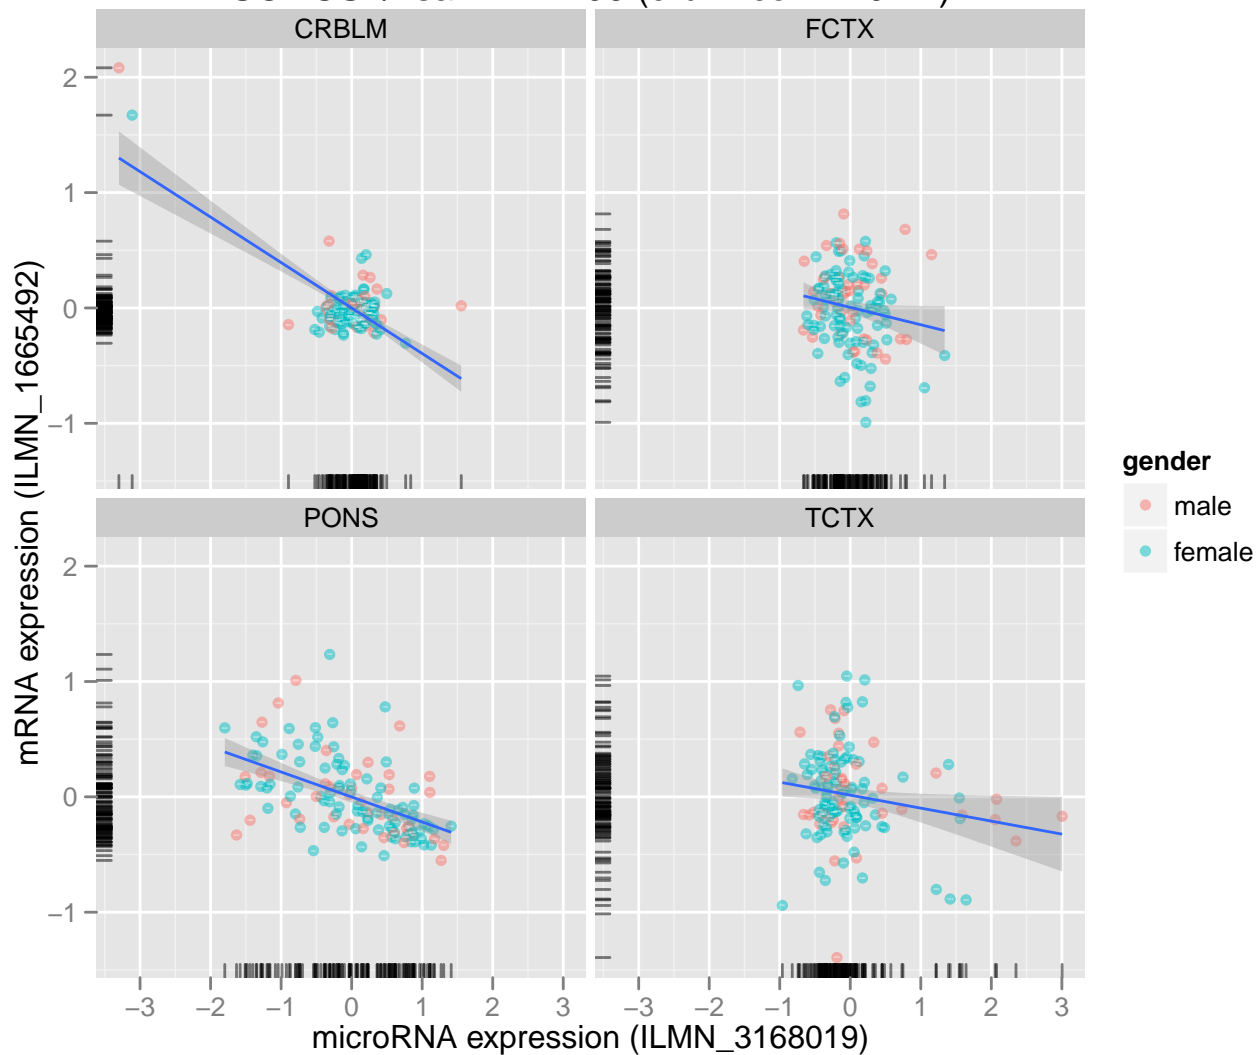 CRBLM
FCTX
2
1
0
−1
PONS
TCTX
2
1
0
−1
−3 −2 −1 0 1 2 3
−3 −2 −1 0 1 2 3
microRNA expression (ILMN_3168019)
mRNA expression (ILMN_1665492)
gender
male
female